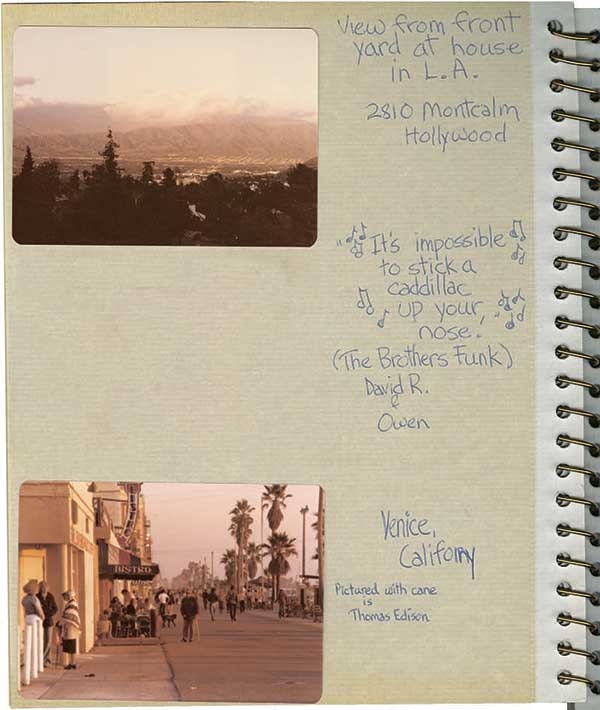 View from front
yard at house
in L.A.
2810 Montcalm
Hollywood
"It's impossible
to stick a
caddillac
up your,"
nose.
(The Brothers Funk)
David R.
&
Owen
BISTRO
Venice,
Californy
Pictured with cane
is
Thomas Edison